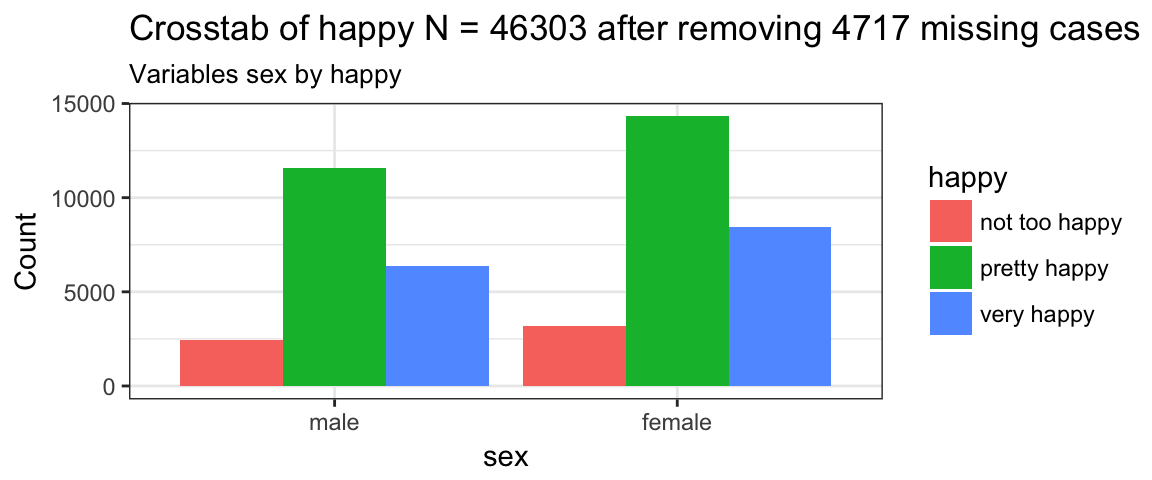 Crosstab of happy N = 46303 after removing 4717 missing cases
Variables sex by happy
15000
10000
5000
0
Count
male
female
sex
happy
not too happy
pretty happy
very happy